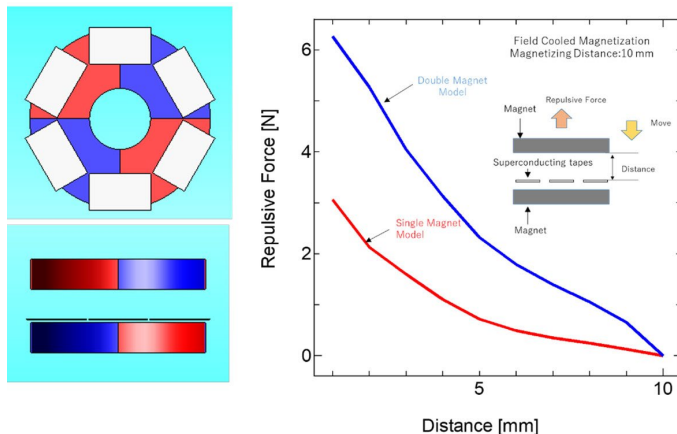 Field Cooled Magnetization
Magnetizing Distance:10 mm
Double Magnet
Model
Repulsive Force
Magnet
Move
Superconducting tapes
Distance
Magnet
Single Magnet
Model
Repulsive Force [N]
6
4
2
0
5
10
Distance [mm]